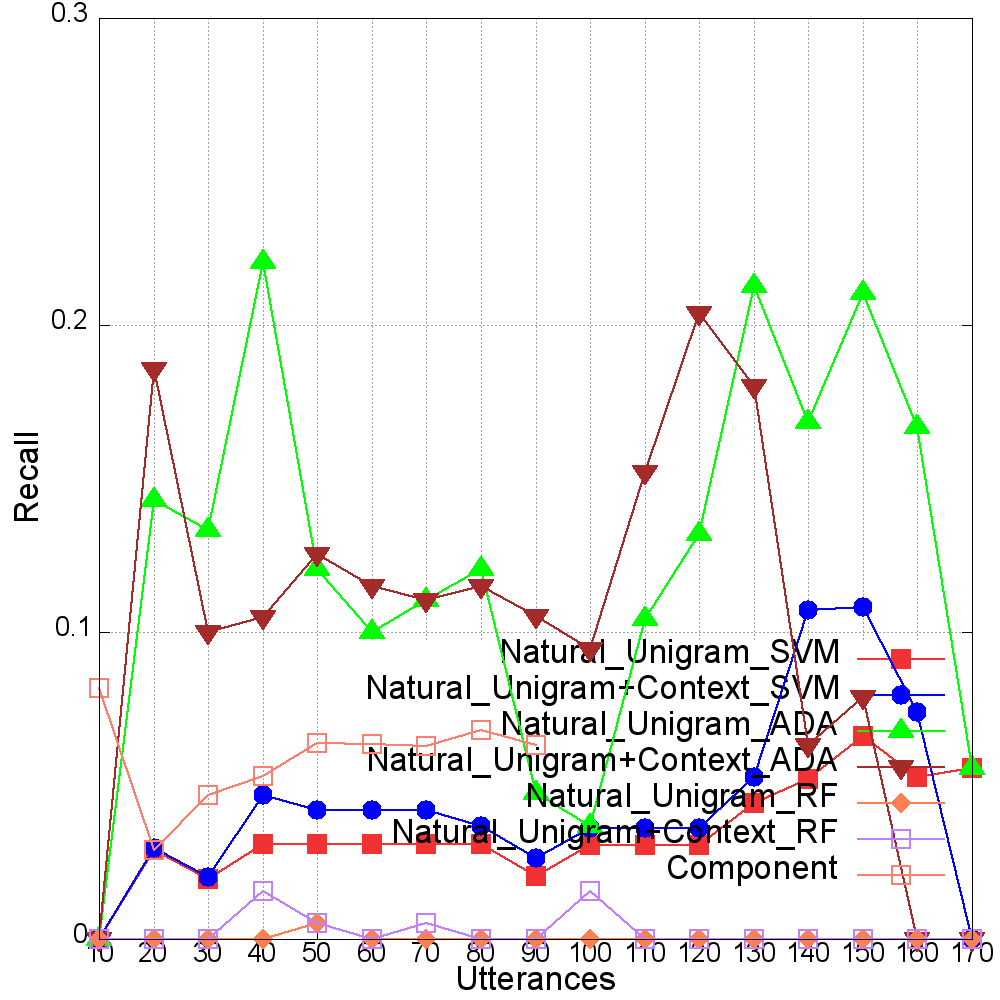 0.3
0.2
0.1
0
Recall
Natural_Unigram_SVM
Natural_Unigram+Context_SVM
Natural_Unigram_ADA
Natural_Unigram+Context_ADA
Natural_Unigram_RF
Natural_Unigram+Context_RF
Component
10 20 30 40 50 60 70 80 90 100 110 120 130 140 150 160 170
Utterances